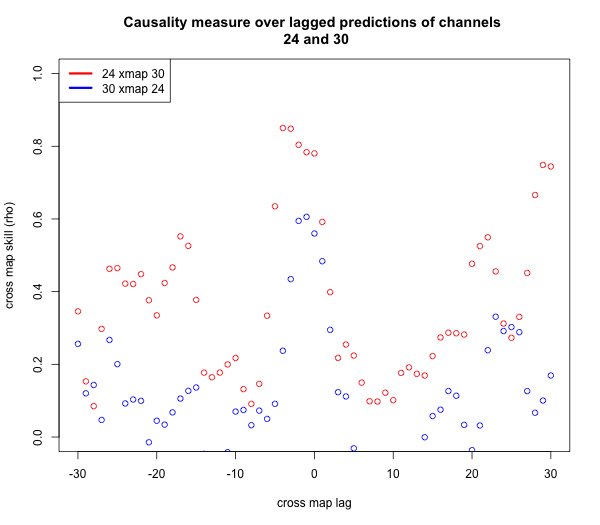 Causality measure over lagged predictions of channels
24 and 30
24 xmap 30
30 xmap 24
cross map skill (rho)
1.0
0.8
0.6
0.4
0.2
0.0
-30 -20 -10 0 10 20 30
cross map lag